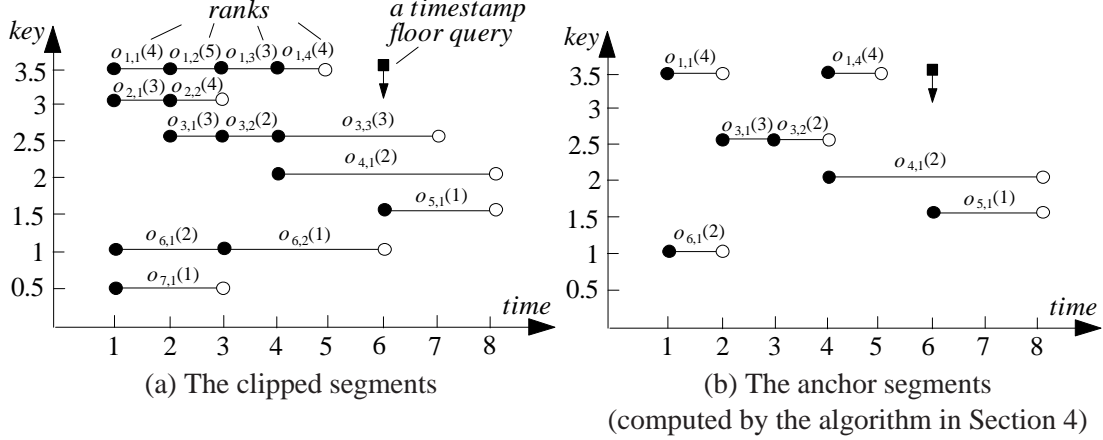 ranks
a timestamp
floor query
key
o1,1(4) o1,2(5) o1,3(3) o1,4(4)
3.5
o2,1(3) o2,2(4)
3
o3,1(3) o3,2(2) o3,3(3)
2.5
o4,1(2)
2
o5,1(1)
1.5
o6,1(2) o6,2(1)
1
o7,1(1)
0.5
time
1 2 3 4 5 6 7 8
(a) The clipped segments
key
o1,1(4) o1,4(4)
3.5
3
o3,1(3) o3,2(2)
2.5
o4,1(2)
2
o5,1(1)
1.5
o6,1(2)
1
0.5
time
1 2 3 4 5 6 7 8
(b) The anchor segments
(computed by the algorithm in Section 4)